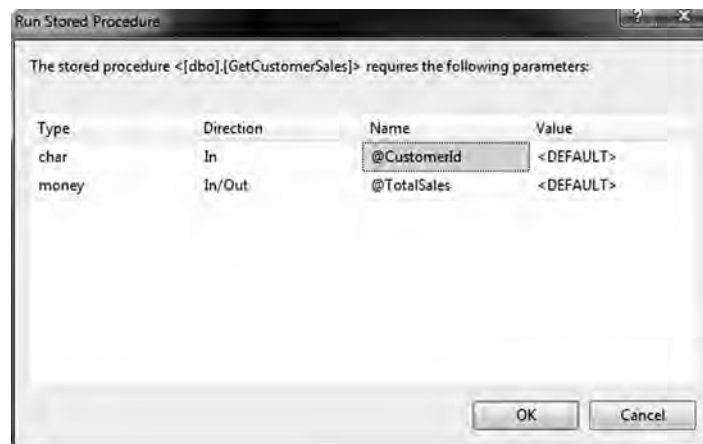 Run Stored Procedure
?
X
The stored procedure <[dbo].[GetCustomerSales]> requires the following parameters:
Type Direction Name Value
char In @CustomerId <DEFAULT>
money In/Out @TotalSales <DEFAULT>
OK Cancel